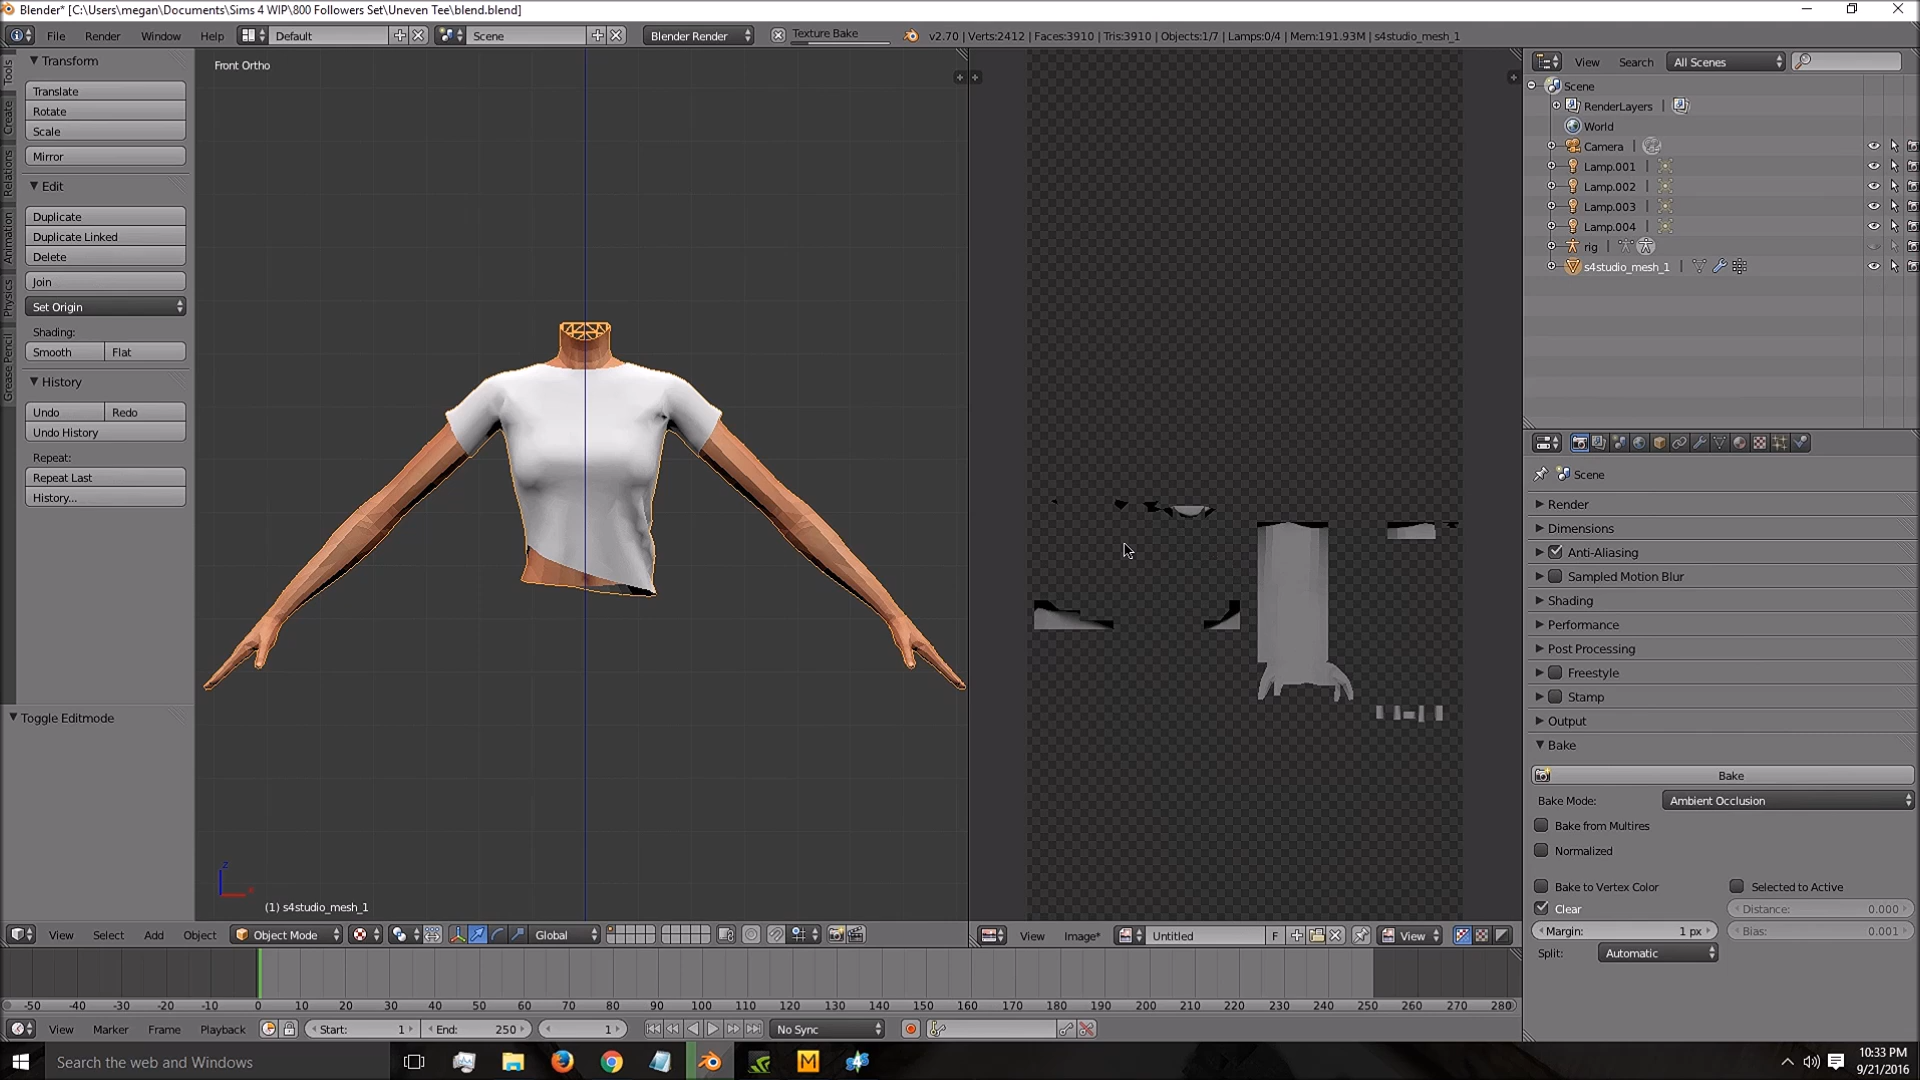 Blender* [C:\Users\megan\Documents\Sims 4 WIP\800 Followers Set\Uneven Tee\blend.blend]
File Render Window Help Default Scene Blender Render Texture Bake v2.70 | Verts:2412 | Faces:3910 | Tris:3910 | Objects:1/7 | Lamps:0/4 | Mem:191.93M | s4studio_mesh_1
Tools
Create
Relations
Animation
Physics
Grease Pencil
Transform
Translate
Rotate
Scale
Mirror
Edit
Duplicate
Duplicate Linked
Delete
Join
Set Origin
Shading:
Smooth Flat
History
Undo Redo
Undo History
Repeat:
Repeat Last
History...
Toggle Editmode
Front Ortho
z
(1) s4studio_mesh_1
View Select Add Object Object Mode Global
View Image* Untitled F View
View Search All Scenes
Scene
RenderLayers
World
Camera
Lamp.001
Lamp.002
Lamp.003
Lamp.004
rig
s4studio_mesh_1
Scene
Render
Dimensions
Anti-Aliasing
Sampled Motion Blur
Shading
Performance
Post Processing
Freestyle
Stamp
Output
Bake
Bake
Bake Mode: Ambient Occlusion
Bake from Multires
Normalized
Bake to Vertex Color Selected to Active
Clear Distance: 0.000
Margin: 1 px Bias: 0.001
Split: Automatic
-50 -40 -30 -20 -10 0 10 20 30 40 50 60 70 80 90 100 110 120 130 140 150 160 170 180 190 200 210 220 230 240 250 260 270 280
View Marker Frame Playback Start: 1 End: 250 1 No Sync
Search the web and Windows
10:33 PM
9/21/2016